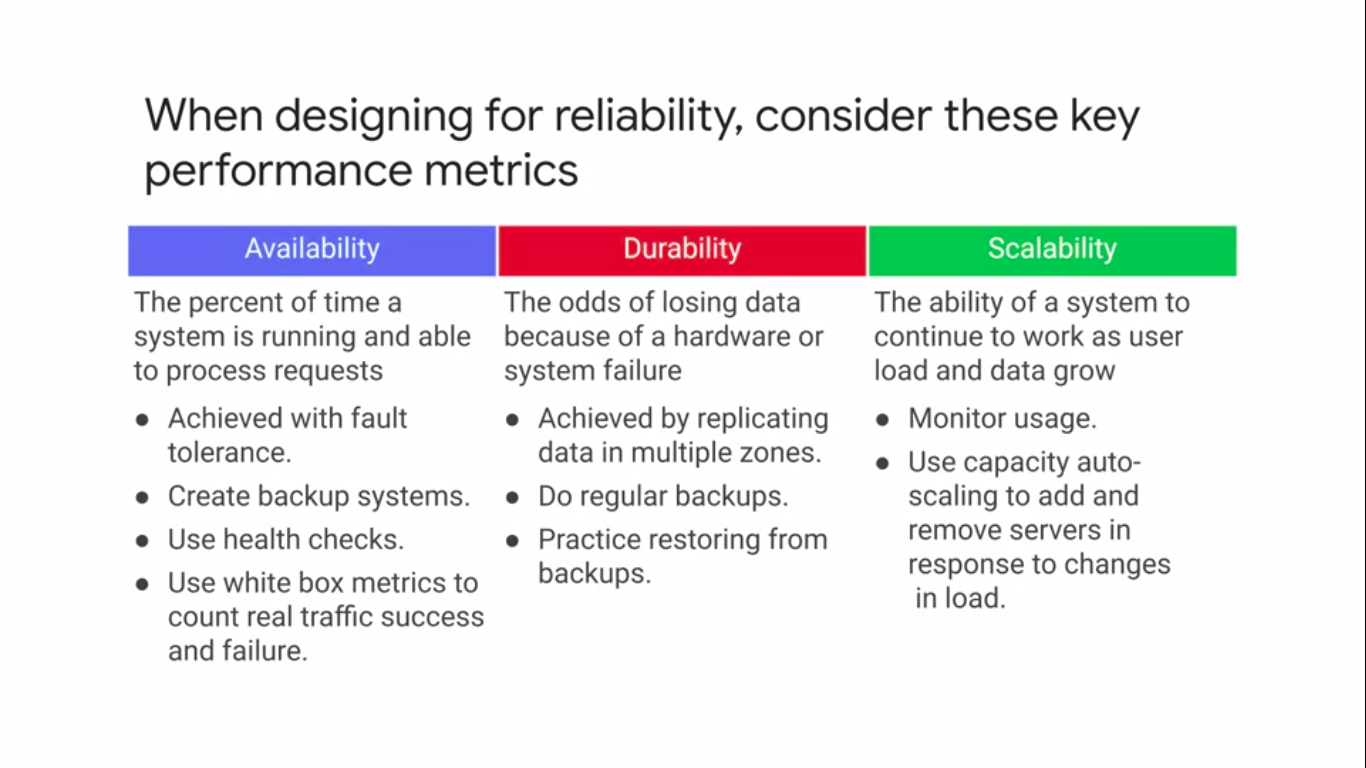 When designing for reliability, consider these key
performance metrics
Availability
The percent of time a
system is running and able
to process requests
● Achieved with fault
tolerance.
● Create backup systems.
● Use health checks.
● Use white box metrics to
count real traffic success
and failure.
Durability
The odds of losing data
because of a hardware or
system failure
● Achieved by replicating
data in multiple zones.
● Do regular backups.
● Practice restoring from
backups.
Scalability
The ability of a system to
continue to work as user
load and data grow
● Monitor usage.
● Use capacity auto-
scaling to add and
remove servers in
response to changes
in load.